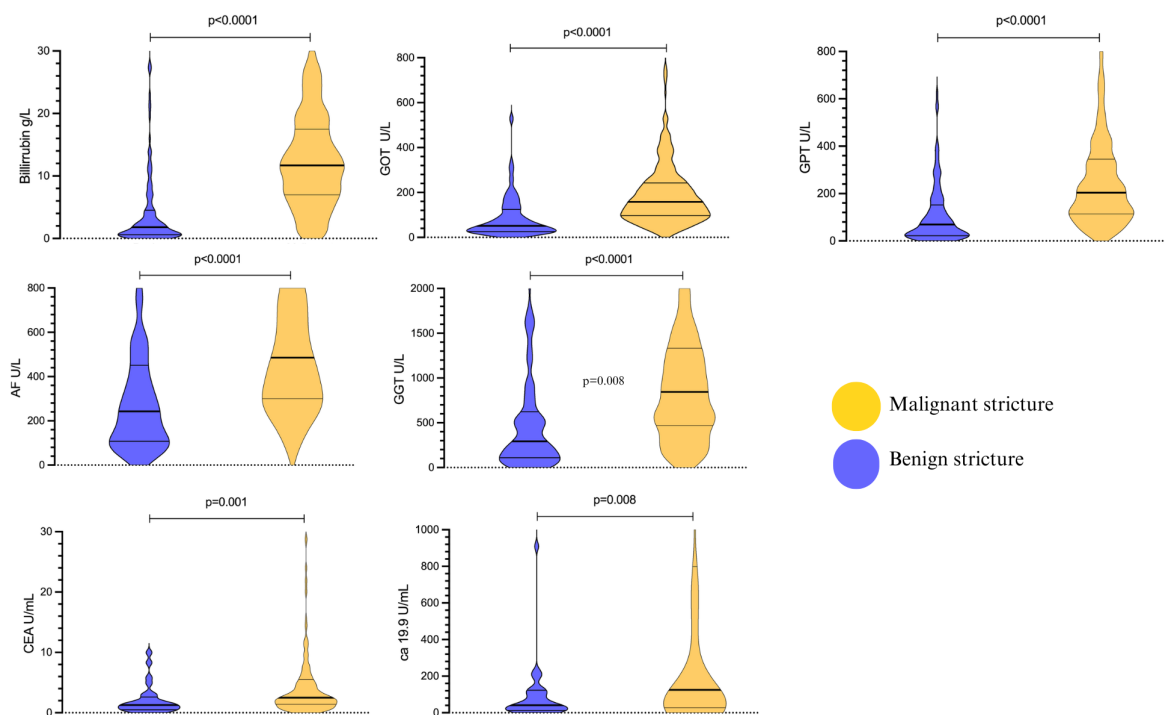 p<0.0001
30
20
10
0
Billirrubin g/L
p<0.0001
800
600
400
200
0
GOT U/L
p<0.0001
800
600
400
200
0
GPT U/L
p<0.0001
800
600
400
200
0
AF U/L
p<0.0001
2000
1500
1000
500
0
GGT U/L
p=0.008
Malignant stricture
Benign stricture
p=0.001
30
20
10
0
CEA U/mL
p=0.008
1000
800
600
400
200
0
ca 19.9 U/mL